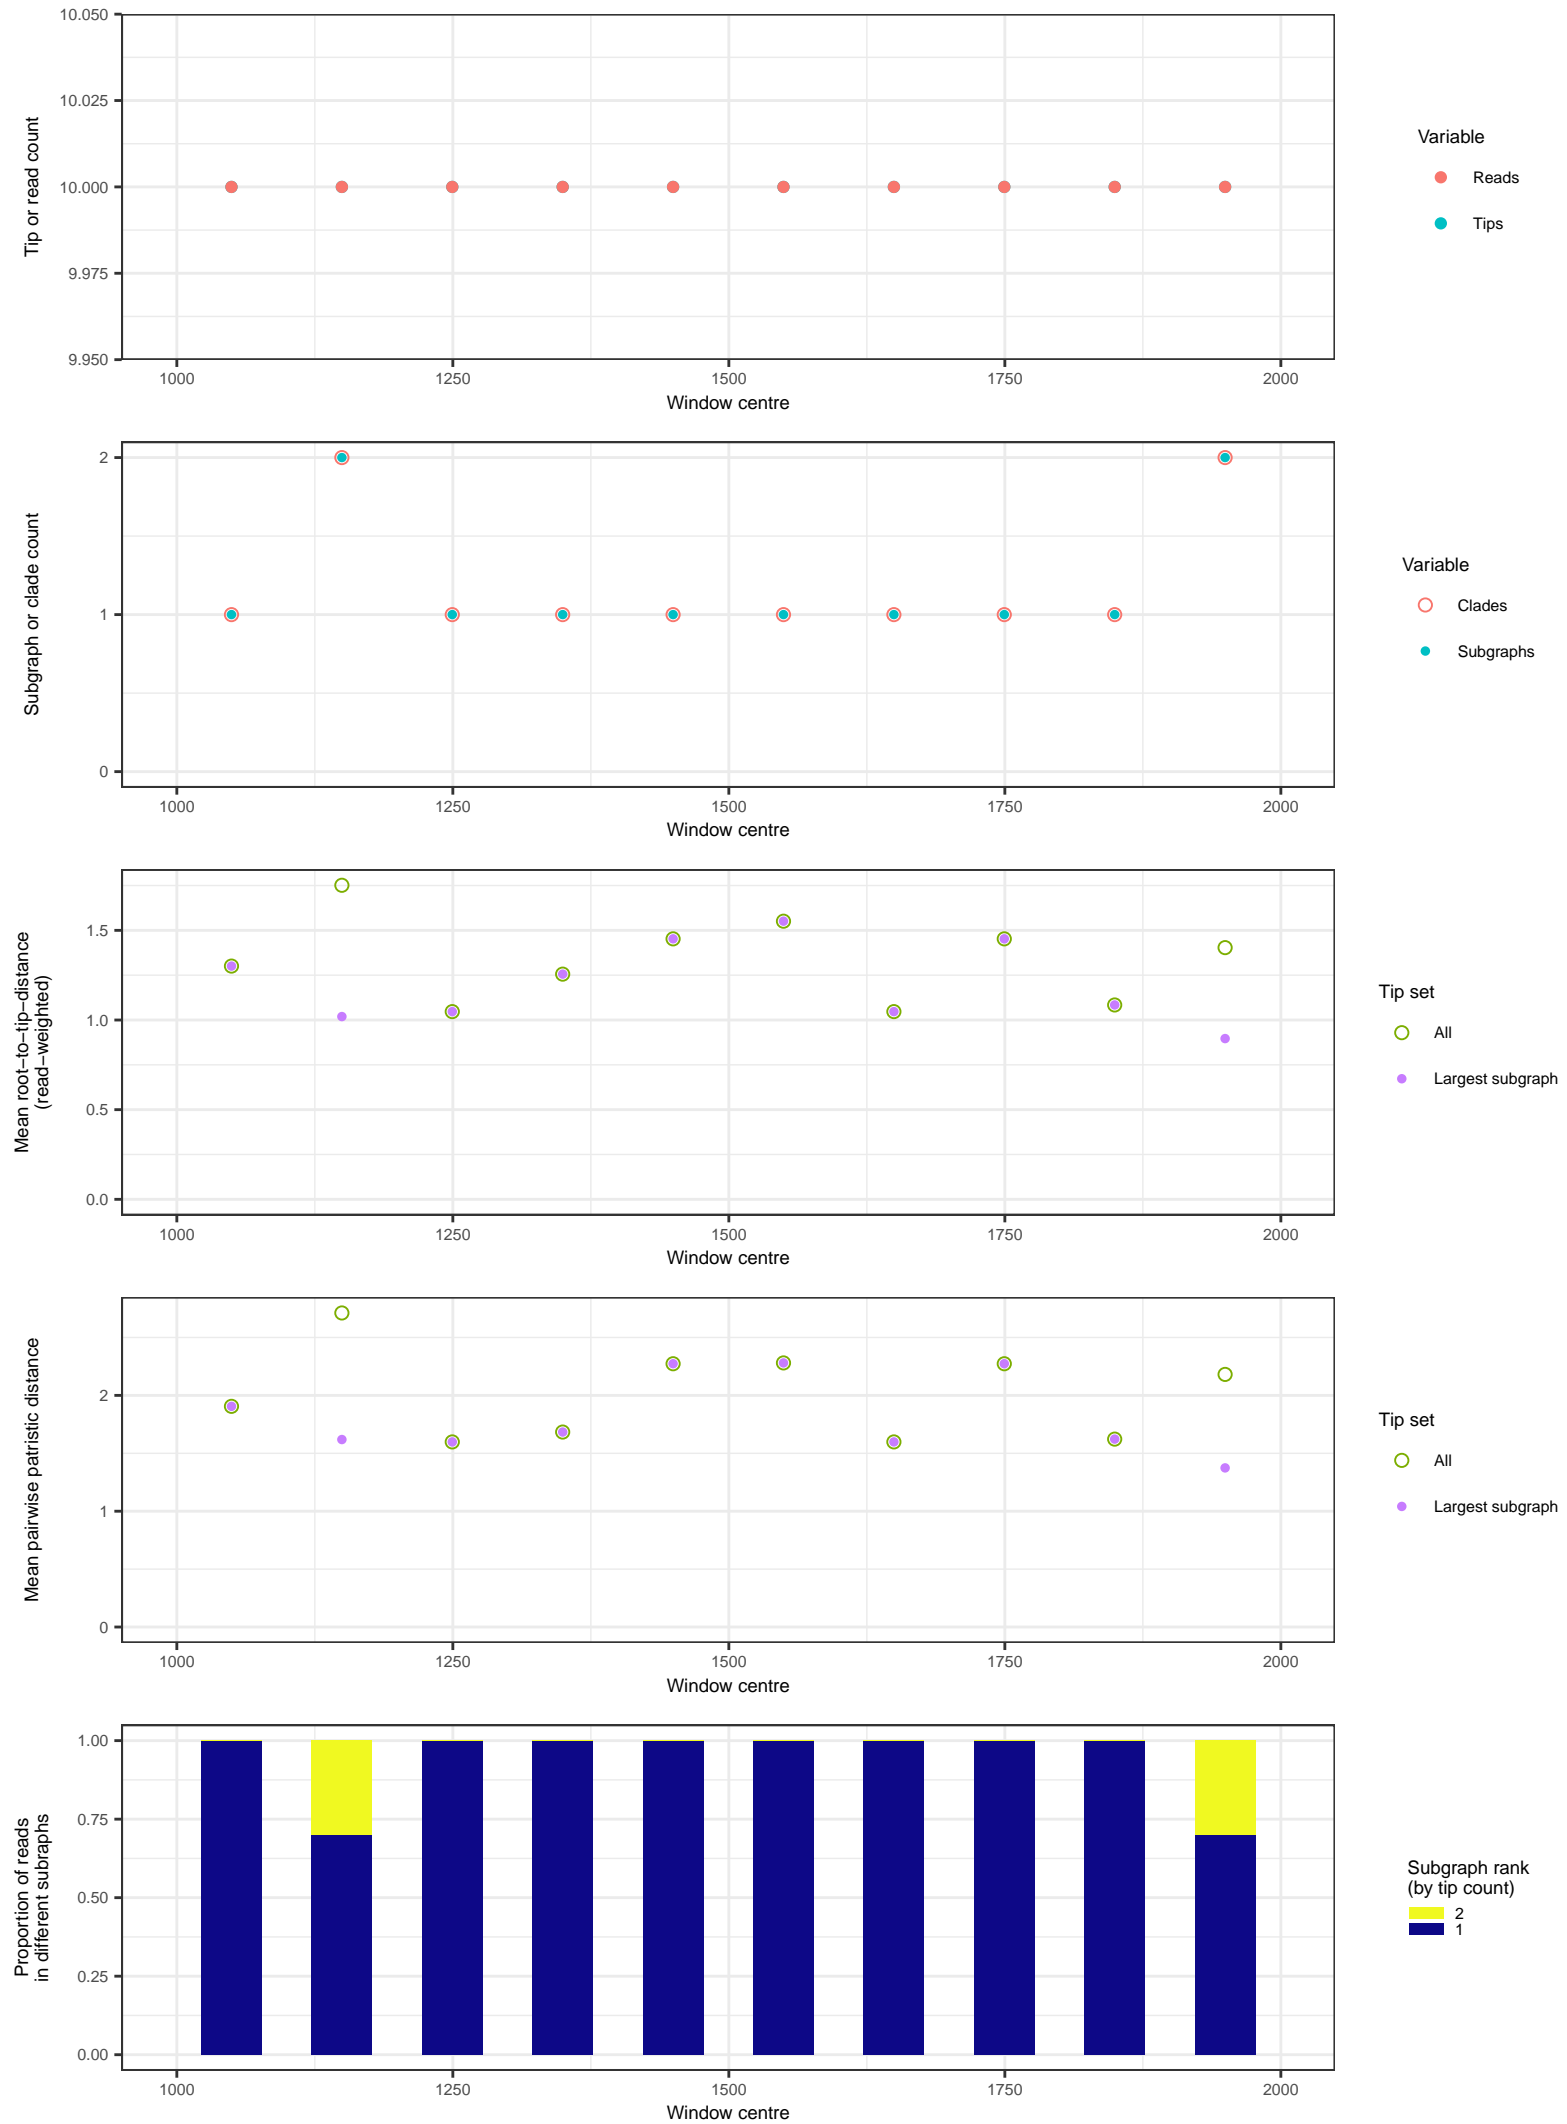 10.050
10.025
10.000
9.975
9.950
Tip or read count
1000 1250 1500 1750 2000
Window centre
Variable
Reads
Tips
2
1
0
Subgraph or clade count
1000 1250 1500 1750 2000
Window centre
Variable
Clades
Subgraphs
1.5
1.0
0.5
0.0
Mean root−to−tip−distance
(read−weighted)
1000 1250 1500 1750 2000
Window centre
Tip set
All
Largest subgraph
2
1
0
Mean pairwise patristic distance
1000 1250 1500 1750 2000
Window centre
Tip set
All
Largest subgraph
1.00
0.75
0.50
0.25
0.00
Proportion of reads
in different subraphs
1000 1250 1500 1750 2000
Window centre
Subgraph rank
(by tip count)
2
1